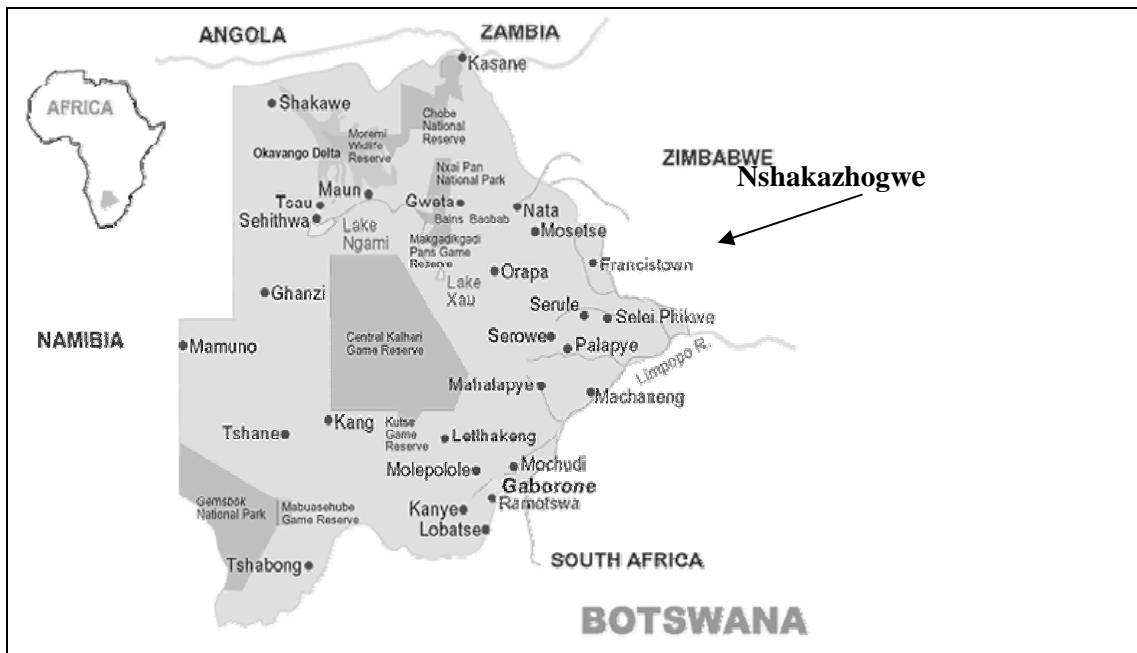 ANGOLA
ZAMBIA
Kasane
AFRICA
Shakawe
Chobe
National
Reserve
Moremi
Wildlife
Reserve
Okavango Delta
ZIMBABWE
Nshakazhogwe
Nxai Pan
National Park
Maun
Tsau
Gweta
Nata
Sehithwa
Bains Baobab
Mosetse
Lake
Ngami
Makgadikgadi
Pans Game
Reserve
Francistown
Orapa
Lake
Xau
Ghanzi
Serule
Selei Phikwe
NAMIBIA
Mamuno
Central Kalhari
Game Reserve
Serowe
Palapye
Limpopo R.
Mahalapye
Machaneng
Kang
Kutse
Game
Reserve
Tshane
Letlhakeng
Molepolole
Mochudi
Gaborone
Ramotswa
Gemsbok
National Park
Mabuasehube
Game Reserve
Kanye
Lobatse
Tshabong
SOUTH AFRICA
BOTSWANA